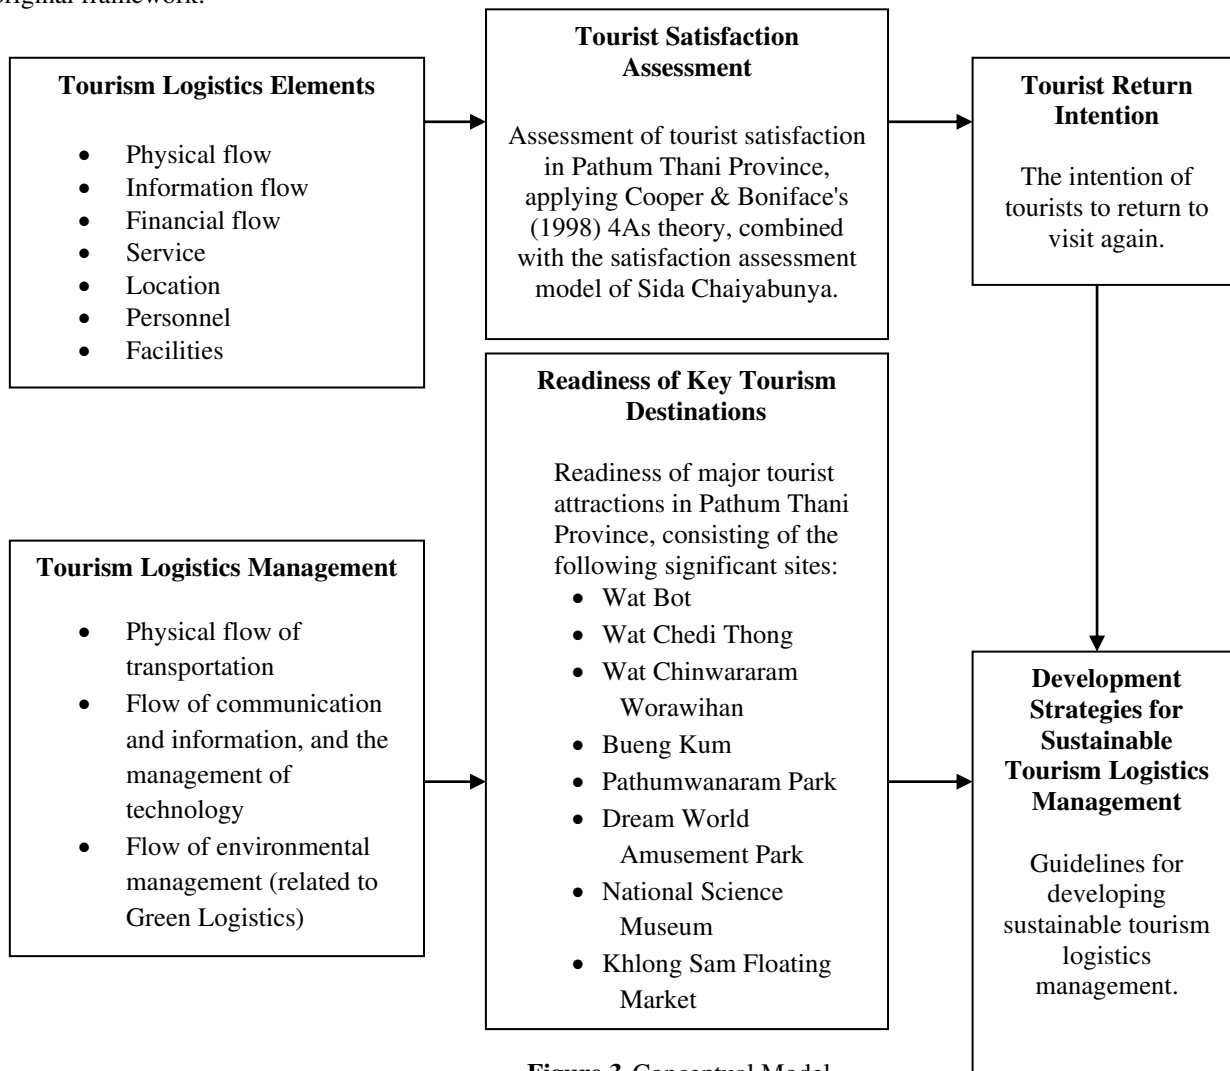 original framework.
Tourism Logistics Elements
• Physical flow
• Information flow
• Financial flow
• Service
• Location
• Personnel
• Facilities
Tourist Satisfaction
Assessment
Assessment of tourist satisfaction
in Pathum Thani Province,
applying Cooper & Boniface's
(1998) 4As theory, combined
with the satisfaction assessment
model of Sida Chaiyabunya.
Tourist Return
Intention
The intention of
tourists to return to
visit again.
Tourism Logistics Management
• Physical flow of
transportation
• Flow of communication
and information, and the
management of
technology
• Flow of environmental
management (related to
Green Logistics)
Readiness of Key Tourism
Destinations
Readiness of major tourist
attractions in Pathum Thani
Province, consisting of the
following significant sites:
• Wat Bot
• Wat Chedi Thong
• Wat Chinwararam
Worawihan
• Bueng Kum
• Pathumwanaram Park
• Dream World
Amusement Park
• National Science
Museum
• Khlong Sam Floating
Market
Development
Strategies for
Sustainable
Tourism Logistics
Management
Guidelines for
developing
sustainable tourism
logistics
management.
Figure 3 Conceptual Model